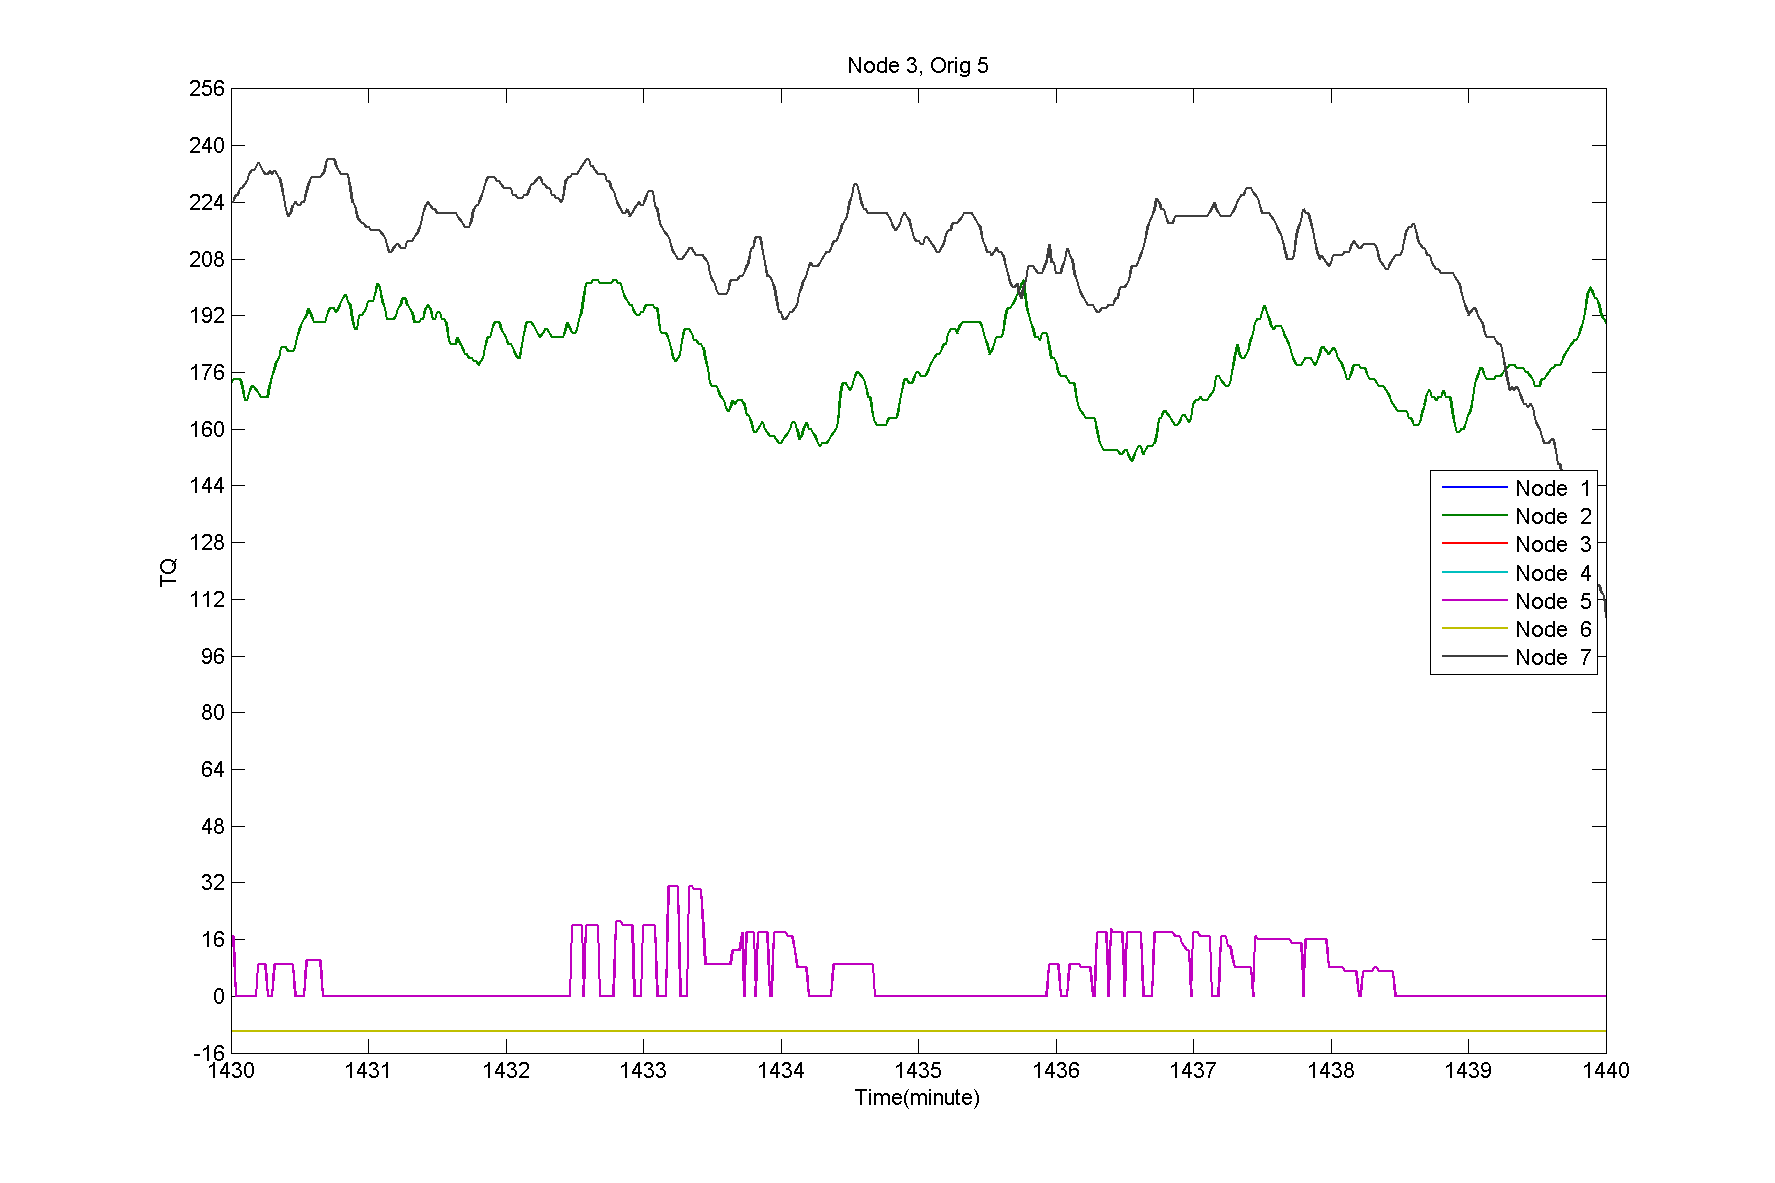 Node 3, Orig 5
256
240
224
208
192
176
160
144
128
112
96
80
64
48
32
16
0
-16
TQ
Node 1
Node 2
Node 3
Node 4
Node 5
Node 6
Node 7
1430 1431 1432 1433 1434 1435 1436 1437 1438 1439 1440
Time(minute)